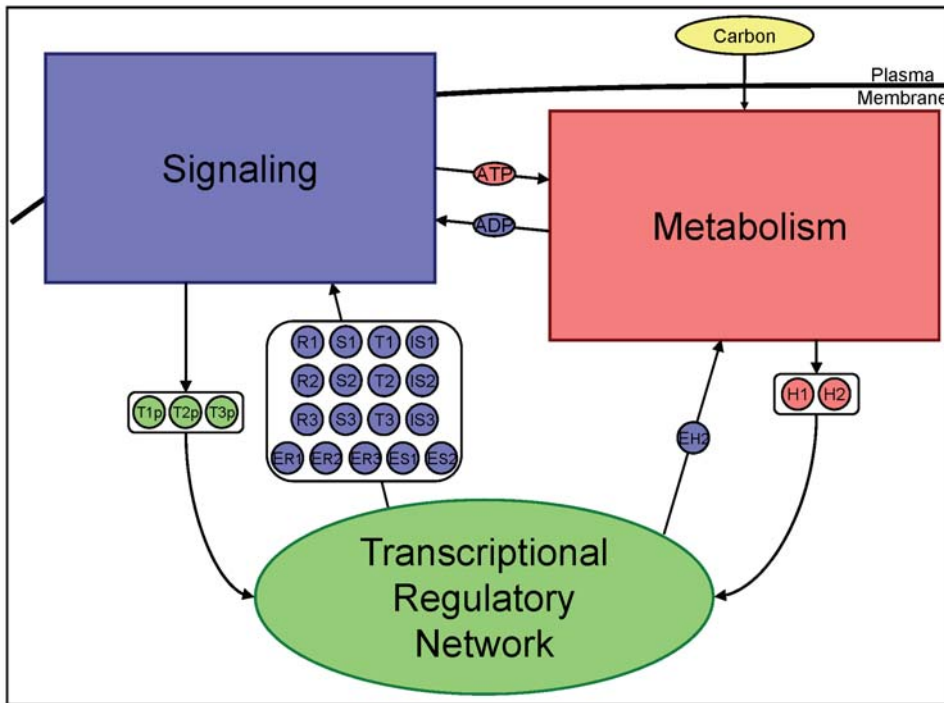 Carbon
Plasma
Membrane
Signaling
ATP
ADP
Metabolism
R1 S1 T1 IS1
R2 S2 T2 IS2
R3 S3 T3 IS3
ER1 ER2 ER3 ES1 ES2
T1p T2p T3p
H1 H2
EH2
Transcriptional
Regulatory
Network